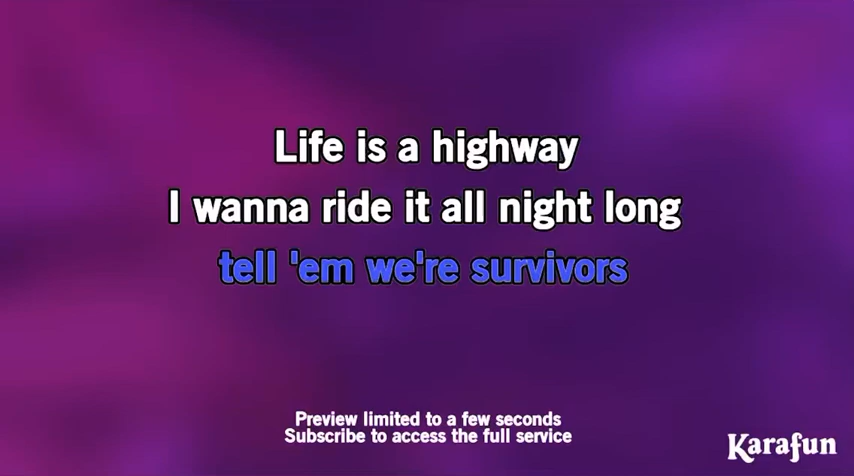 Life is a highway
I wanna ride it all night long
tell 'em we're survivors
Preview limited to a few seconds
Subscribe to access the full service
Karafun